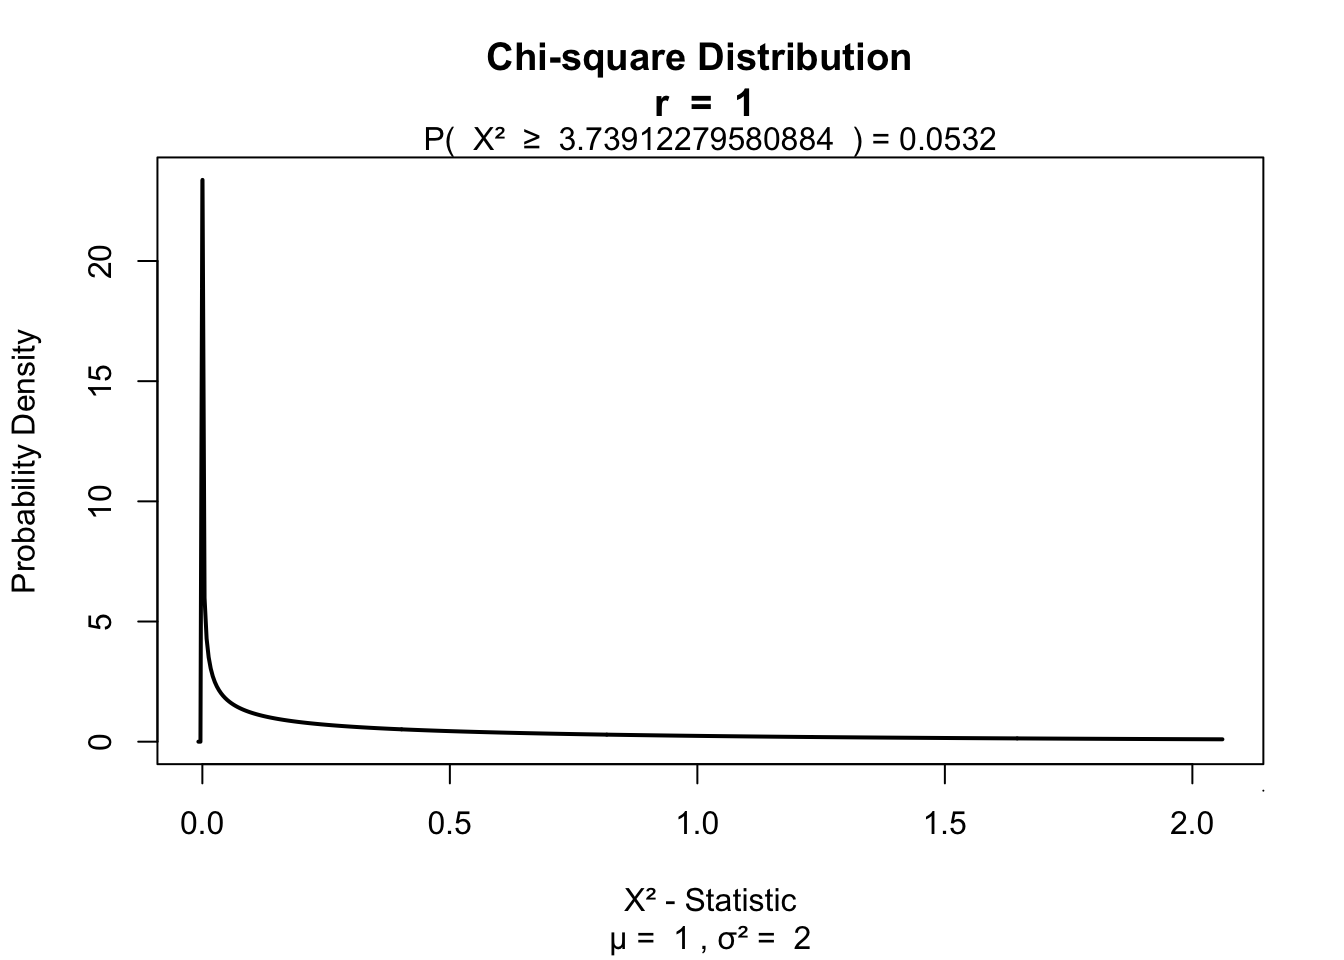 Chi-square Distribution
r = 1
P( X² ≥ 3.73912279580884 ) = 0.0532
Probability Density
20
15
10
5
0
0.0 0.5 1.0 1.5 2.0
X² - Statistic
μ = 1 , σ² = 2